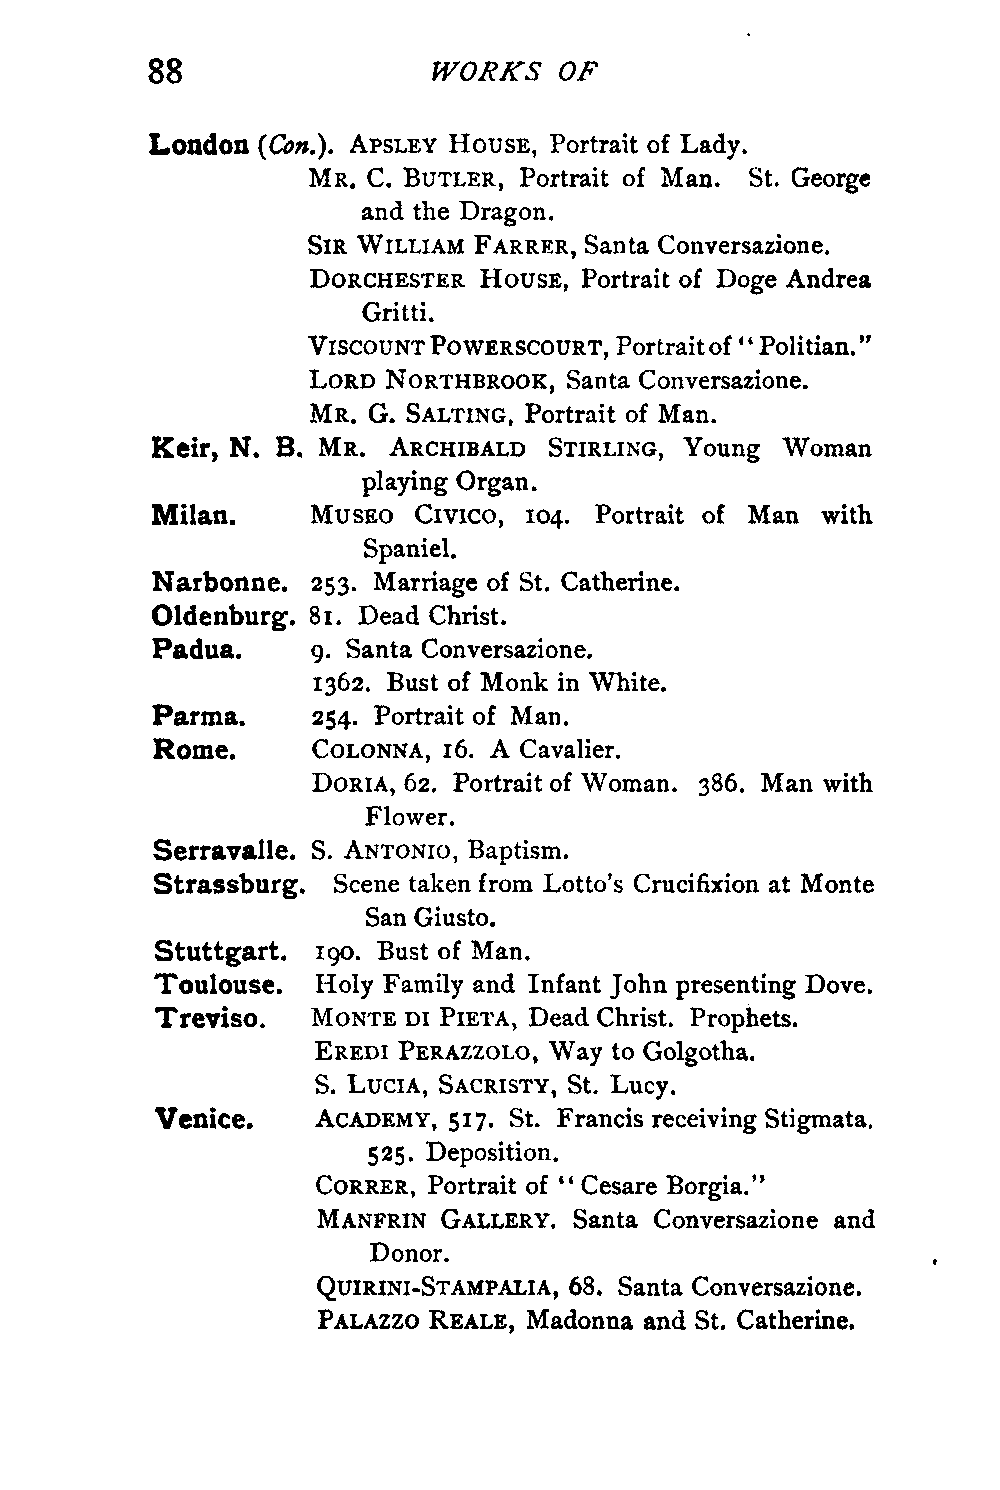 88 WORKS OF
London (Con.). APSLEY HOUSE, Portrait of Lady.
MR. C. BUTLER, Portrait of Man. St. George
and the Dragon.
SIR WILLIAM FARRER, Santa Conversazione.
DORCHESTER HOUSE, Portrait of Doge Andrea
Gritti.
VISCOUNT POWERSCOURT, Portrait of "Politian."
LORD NORTHBROOK, Santa Conversazione.
MR. G. SALTING, Portrait of Man.
Keir, N. B. MR. ARCHIBALD STIRLING, Young Woman
playing Organ.
Milan. MUSEO CIVICO, 104. Portrait of Man with
Spaniel.
Narbonne. 253. Marriage of St. Catherine.
Oldenburg. 81. Dead Christ.
Padua. 9. Santa Conversazione.
1362. Bust of Monk in White.
Parma. 254. Portrait of Man.
Rome. COLONNA, 16. A Cavalier.
DORIA, 62. Portrait of Woman. 386. Man with
Flower.
Serravalle. S. ANTONIO, Baptism.
Strassburg. Scene taken from Lotto's Crucifixion at Monte
San Giusto.
Stuttgart. 190. Bust of Man.
Toulouse. Holy Family and Infant John presenting Dove.
Treviso. MONTE DI PIETA, Dead Christ. Prophets.
EREDI PERAZZOLO, Way to Golgotha.
S. LUCIA, SACRISTY, St. Lucy.
Venice. ACADEMY, 517. St. Francis receiving Stigmata.
525. Deposition.
CORRER, Portrait of "Cesare Borgia."
MANFRIN GALLERY. Santa Conversazione and
Donor.
QUIRINI-STAMPALIA, 68. Santa Conversazione.
PALAZZO REALE, Madonna and St. Catherine.